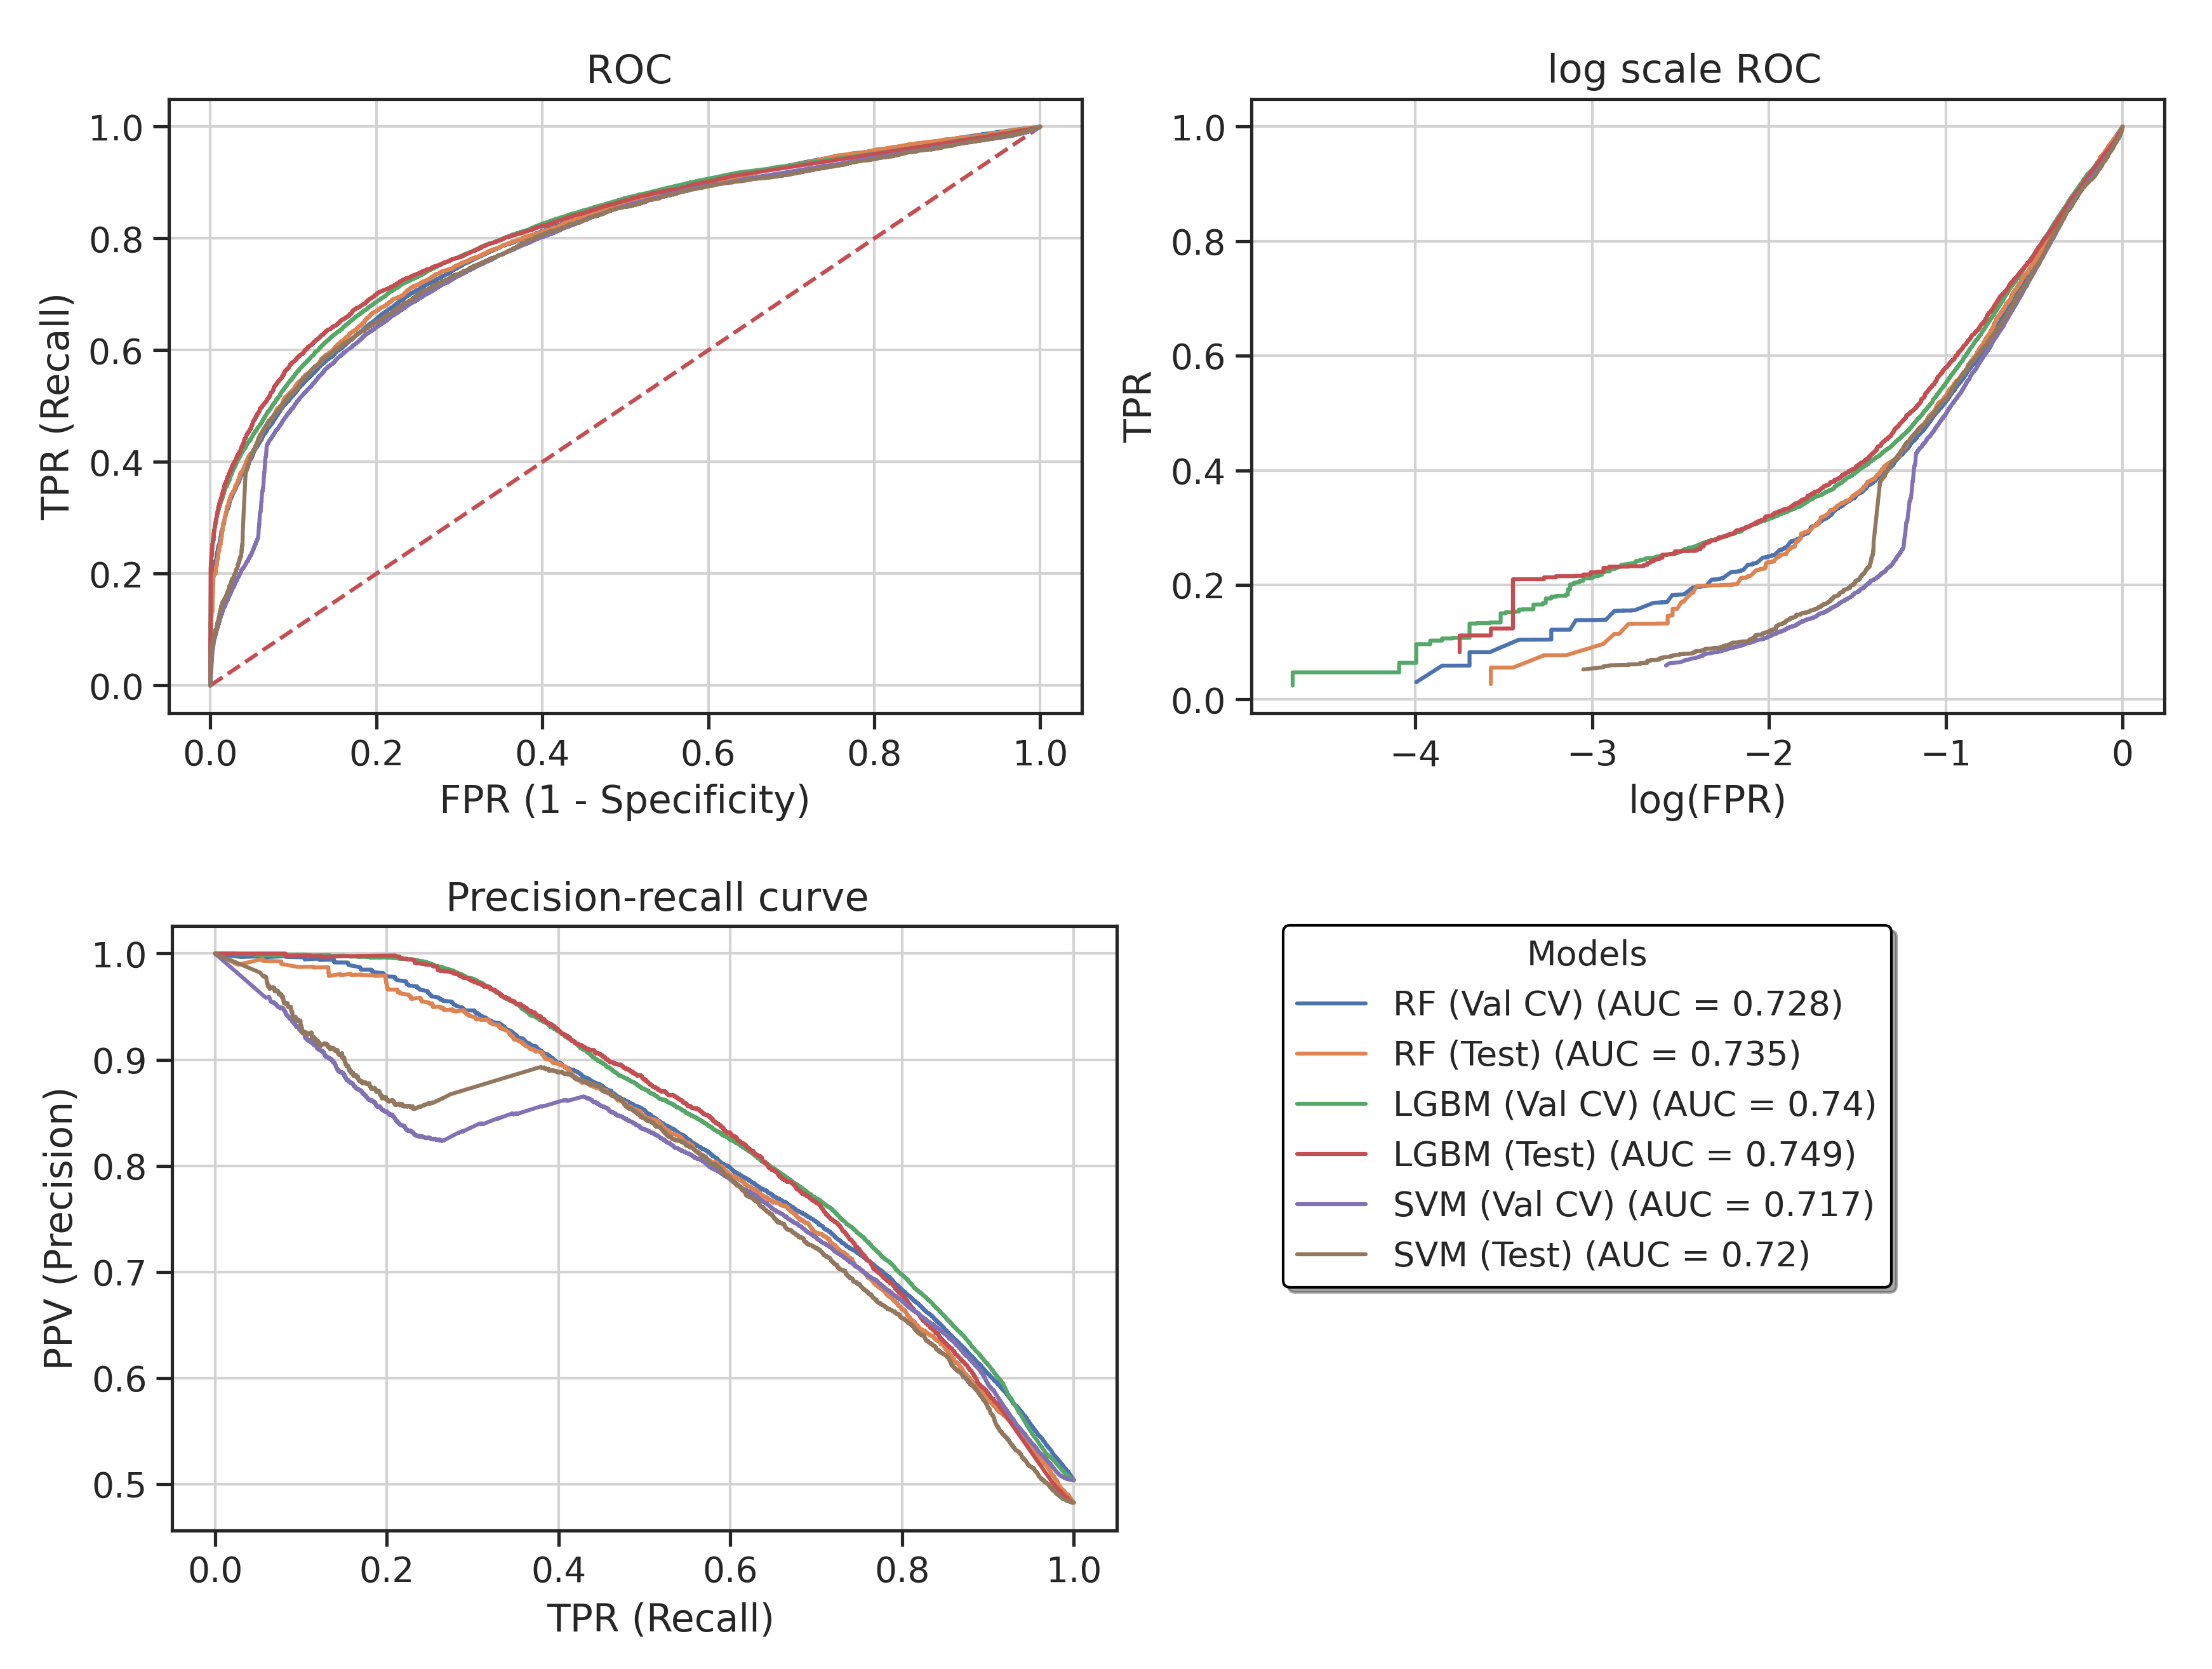 ROC
1.0
0.8
0.6
0.4
0.2
0.0
TPR (Recall)
0.0 0.2 0.4 0.6 0.8 1.0
FPR (1 - Specificity)
log scale ROC
1.0
0.8
0.6
0.4
0.2
0.0
TPR
−4 −3 −2 −1 0
log(FPR)
Precision-recall curve
1.0
0.9
0.8
0.7
0.6
0.5
PPV (Precision)
0.0 0.2 0.4 0.6 0.8 1.0
TPR (Recall)
Models
RF (Val CV) (AUC = 0.728)
RF (Test) (AUC = 0.735)
LGBM (Val CV) (AUC = 0.74)
LGBM (Test) (AUC = 0.749)
SVM (Val CV) (AUC = 0.717)
SVM (Test) (AUC = 0.72)